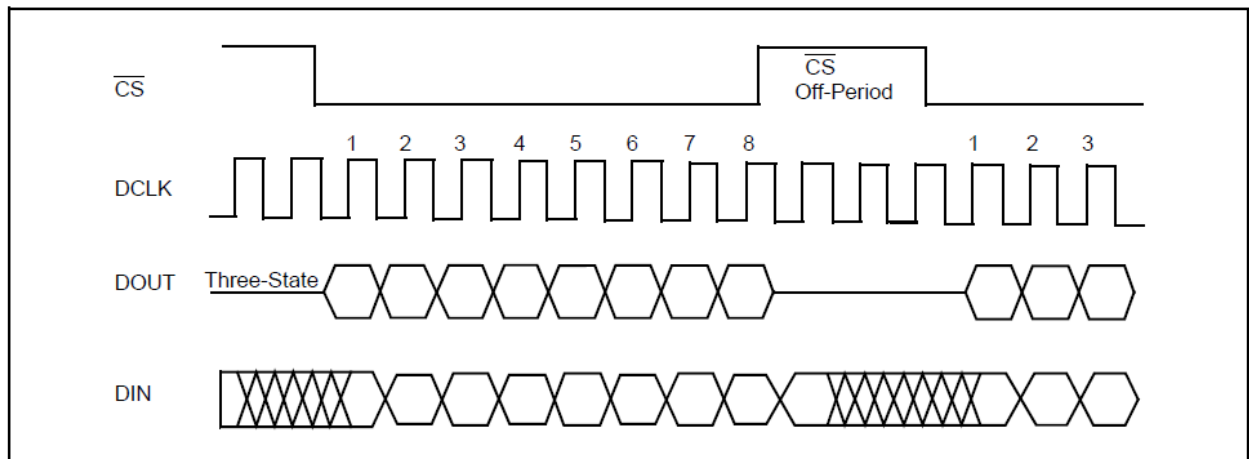 CS
CS
Off-Period
1 2 3 4 5 6 7 8 1 2 3
DCLK
DOUT Three-State
DIN